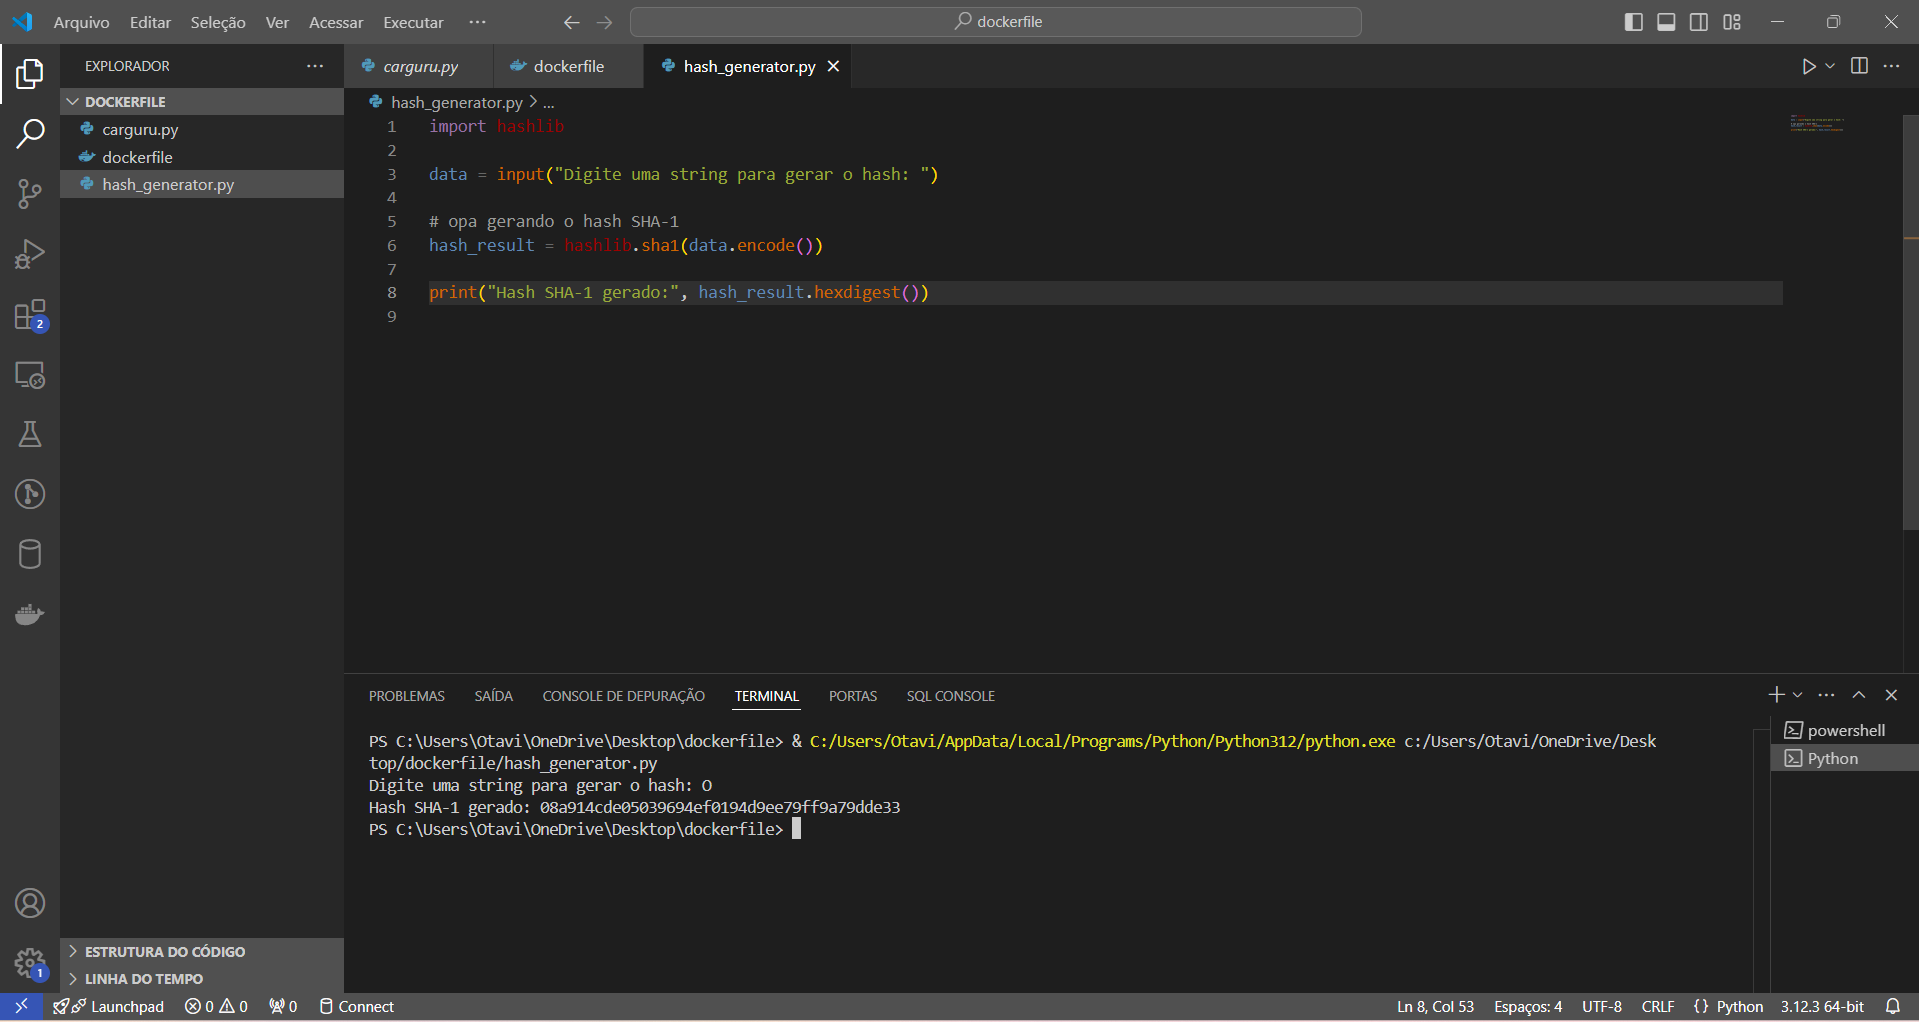 Arquivo Editar Seleção Ver Acessar Executar ··· dockerfile
EXPLORADOR ···
DOCKERFILE
carguru.py
dockerfile
hash_generator.py
ESTRUTURA DO CÓDIGO
LINHA DO TEMPO
2
1
carguru.py dockerfile hash_generator.py
hash_generator.py > ...
1 import hashlib
2
3 data = input("Digite uma string para gerar o hash: ")
4
5 # opa gerando o hash SHA-1
6 hash_result = hashlib.sha1(data.encode())
7
8 print("Hash SHA-1 gerado:", hash_result.hexdigest())
9
PROBLEMAS SAÍDA CONSOLE DE DEPURAÇÃO TERMINAL PORTAS SQL CONSOLE
PS C:\Users\Otavi\OneDrive\Desktop\dockerfile> & C:/Users/Otavi/AppData/Local/Programs/Python/Python312/python.exe c:/Users/Otavi/OneDrive/Desk
top/dockerfile/hash_generator.py
Digite uma string para gerar o hash: O
Hash SHA-1 gerado: 08a914cde05039694ef0194d9ee79ff9a79dde33
PS C:\Users\Otavi\OneDrive\Desktop\dockerfile>
powershell
Python
Launchpad 0 0 0 Connect Ln 8, Col 53 Espaços: 4 UTF-8 CRLF {} Python 3.12.3 64-bit